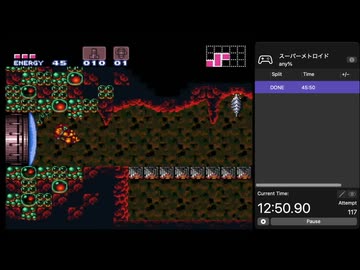 ENERGY 45 010 01
スーパーメトロイド
any%
Split Time +/-
DONE 45:50
Current Time:
12:50.90
Attempt
117
Pause